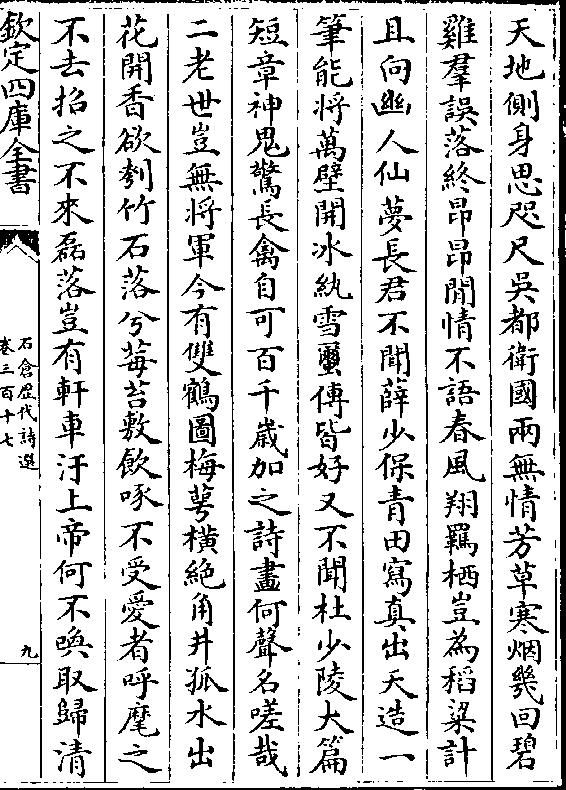 天地側身思咫尺吳都衛國兩無情芳草寒烟幾回碧
雞羣誤落終昂昂閒情不語春風翔羈栖豈為稻粱計
且向幽人仙夢長君不聞薛少保青田寫真出天造一
筆能將萬壁開冰紈雪蠒傳皆好又不聞杜少陵大篇
短章神鬼驚長禽自可百千歲加之詩畫何聲名嗟哉
二老世豈無將軍今有雙鶴圖梅萼橫絶角井孤水出
花開香欲刳竹石落兮莓苔敷飲啄不受愛者呼麾之
不去招之不來磊落豈有軒車汙上帝何不喚取歸清
欽定四庫全書
石倉歷代詩選
卷三百十七
九